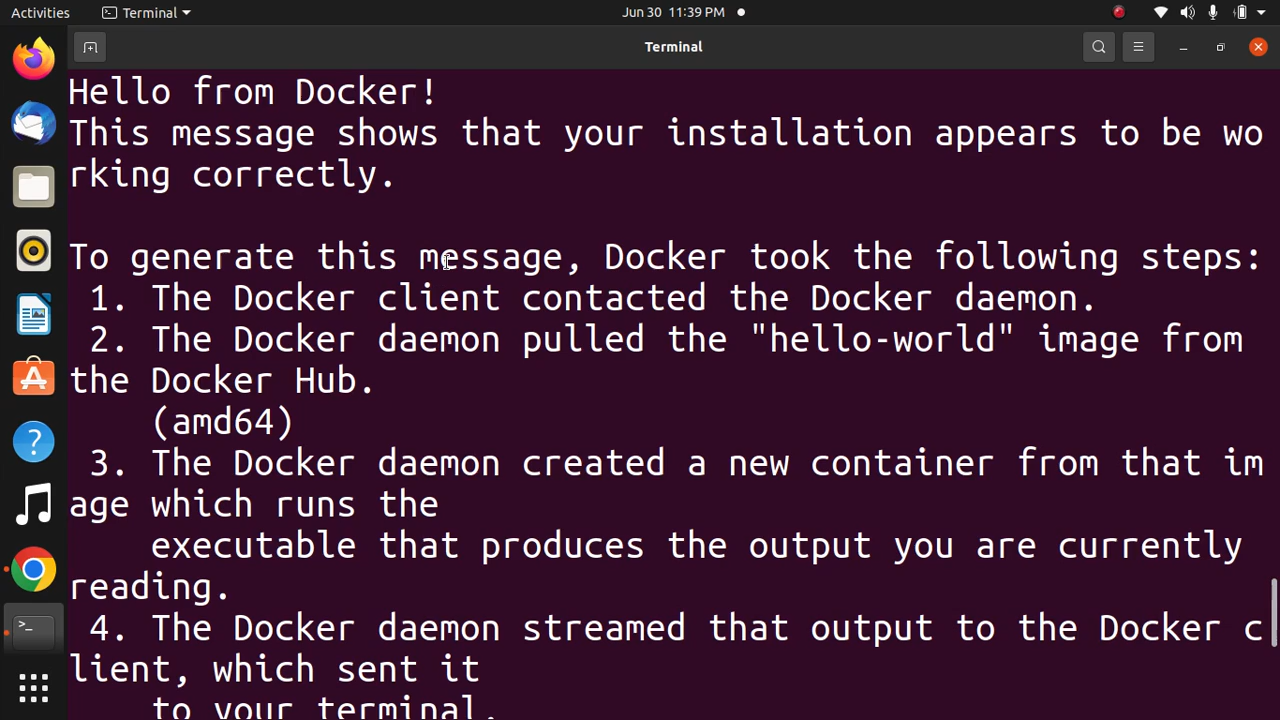 Activities
Terminal
Jun 30 11:39 PM
Terminal
Hello from Docker!
This message shows that your installation appears to be wo
rking correctly.
To generate this message, Docker took the following steps:
 1. The Docker client contacted the Docker daemon.
 2. The Docker daemon pulled the "hello-world" image from
the Docker Hub.
    (amd64)
 3. The Docker daemon created a new container from that im
age which runs the
    executable that produces the output you are currently
reading.
 4. The Docker daemon streamed that output to the Docker c
lient, which sent it
    to your terminal.